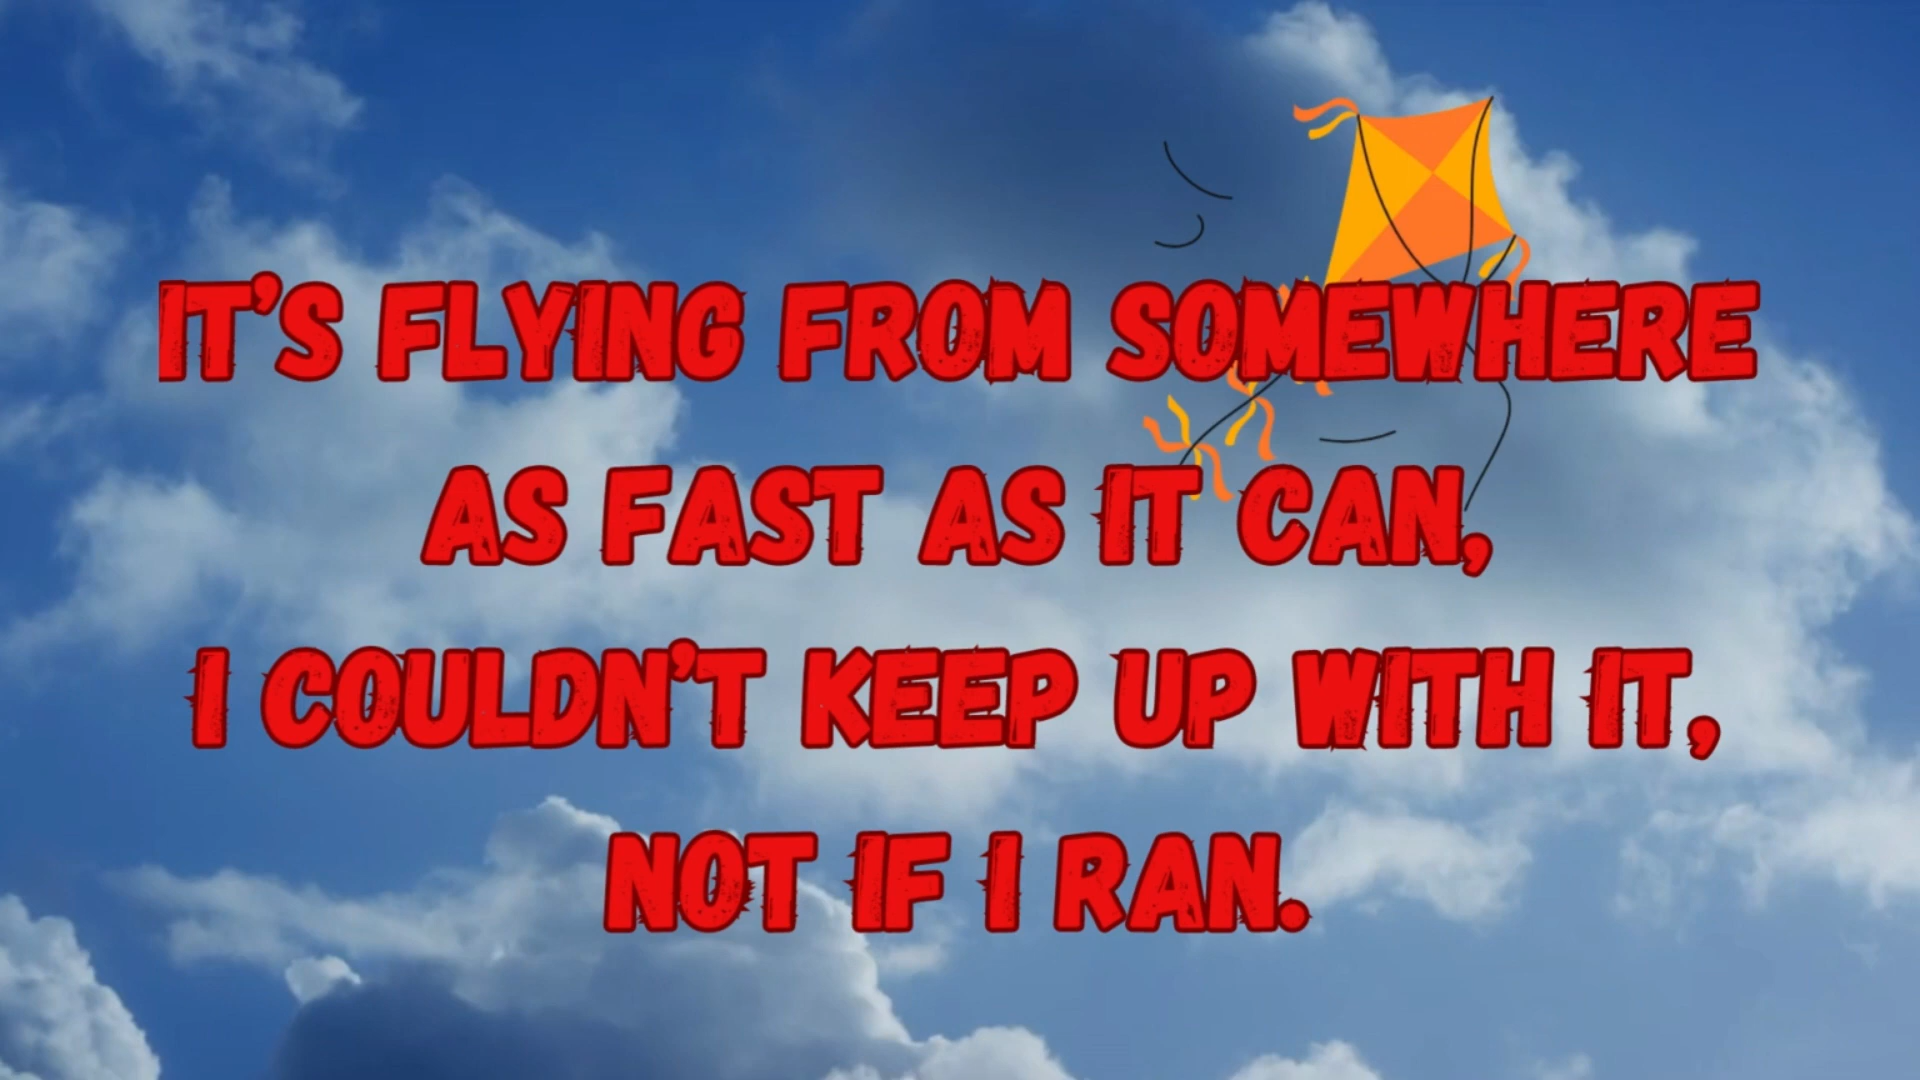 IT'S FLYING FROM SOMEWHERE
AS FAST AS IT CAN,
I COULDN'T KEEP UP WITH IT,
NOT IF I RAN.